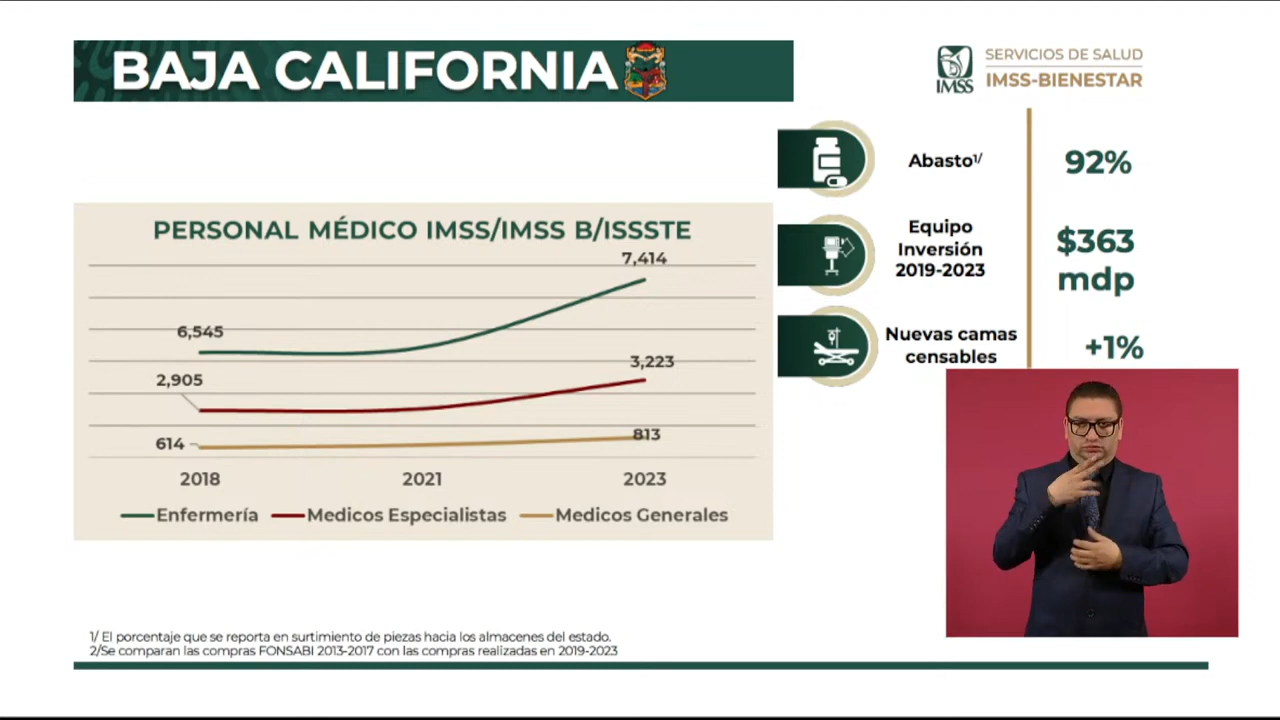 BAJA CALIFORNIA
IMSS
SERVICIOS DE SALUD
IMSS-BIENESTAR
Abasto1/
92%
Equipo
Inversión
2019-2023
$363
mdp
Nuevas camas
censables
+1%
PERSONAL MÉDICO IMSS/IMSS B/ISSSTE
7,414
6,545
3,223
2,905
813
614
2018 2021 2023
Enfermería Medicos Especialistas Medicos Generales
1/ El porcentaje que se reporta en surtimiento de piezas hacia los almacenes del estado.
2/Se comparan las compras FONSABI 2013-2017 con las compras realizadas en 2019-2023